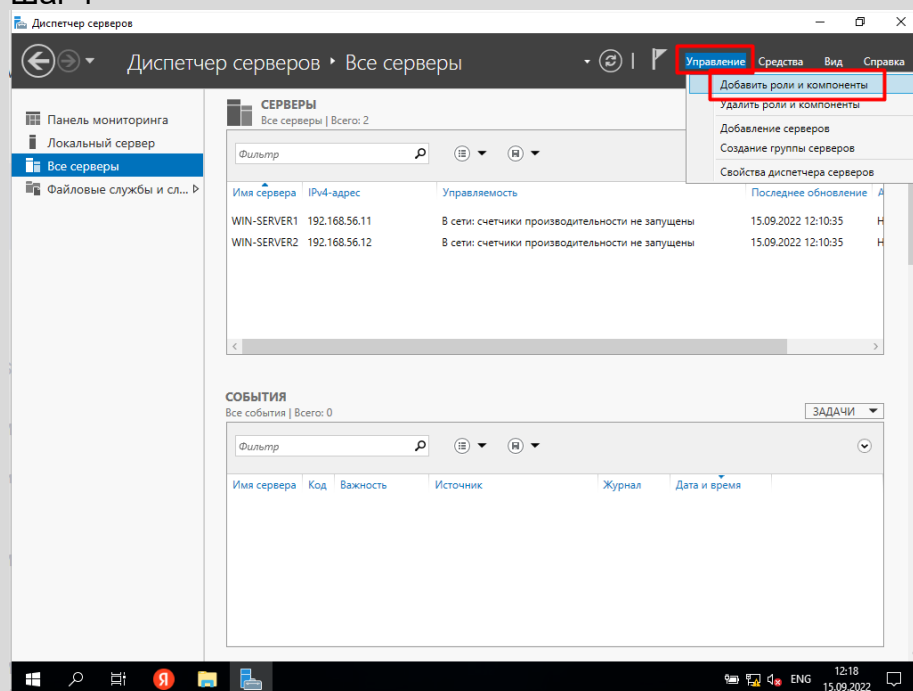 Диспетчер серверов
Диспетчер серверов • Все серверы
Управление Средства Вид Справка
Добавить роли и компоненты
Удалить роли и компоненты
Добавление серверов
Создание группы серверов
Свойства диспетчера серверов
Панель мониторинга
Локальный сервер
Все серверы
Файловые службы и сл...
СЕРВЕРЫ
Все серверы | Всего: 2
Фильтр
Имя сервера IPv4-адрес Управляемость Последнее обновление
WIN-SERVER1 192.168.56.11 В сети: счетчики производительности не запущены 15.09.2022 12:10:35
WIN-SERVER2 192.168.56.12 В сети: счетчики производительности не запущены 15.09.2022 12:10:35
СОБЫТИЯ
Все события | Всего: 0
ЗАДАЧИ
Фильтр
Имя сервера Код Важность Источник Журнал Дата и время
Я
ENG
12:18
15.09.2022